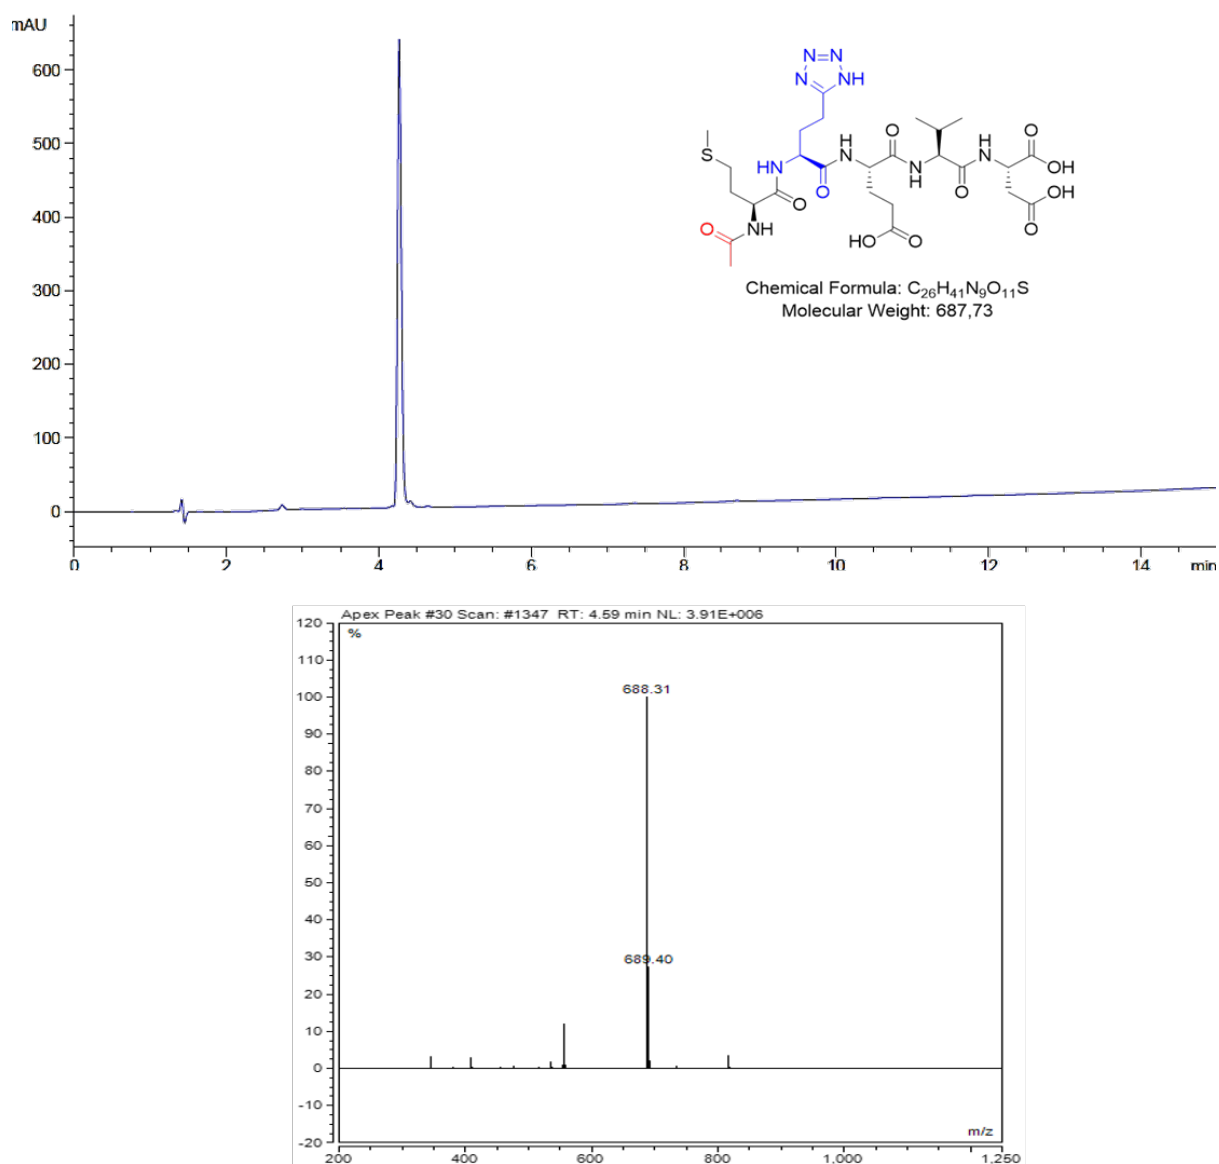 mAU
600
500
400
300
200
100
0
0 2 4 6 8 10 12 14 min
N=N
N NH
S
HN
O
H
N
O
N
H
O
H
N
O
OH
OH
O
O
NH
O
HO
O
Chemical Formula: C₂₆H₄₁N₉O₁₁S
Molecular Weight: 687,73
Apex Peak #30 Scan: #1347 RT: 4.59 min NL: 3.91E+006
120
%
110
100
688.31
90
80
70
60
50
40
30
689.40
20
10
0
-10
m/z
-20
200 400 600 800 1,000 1,250